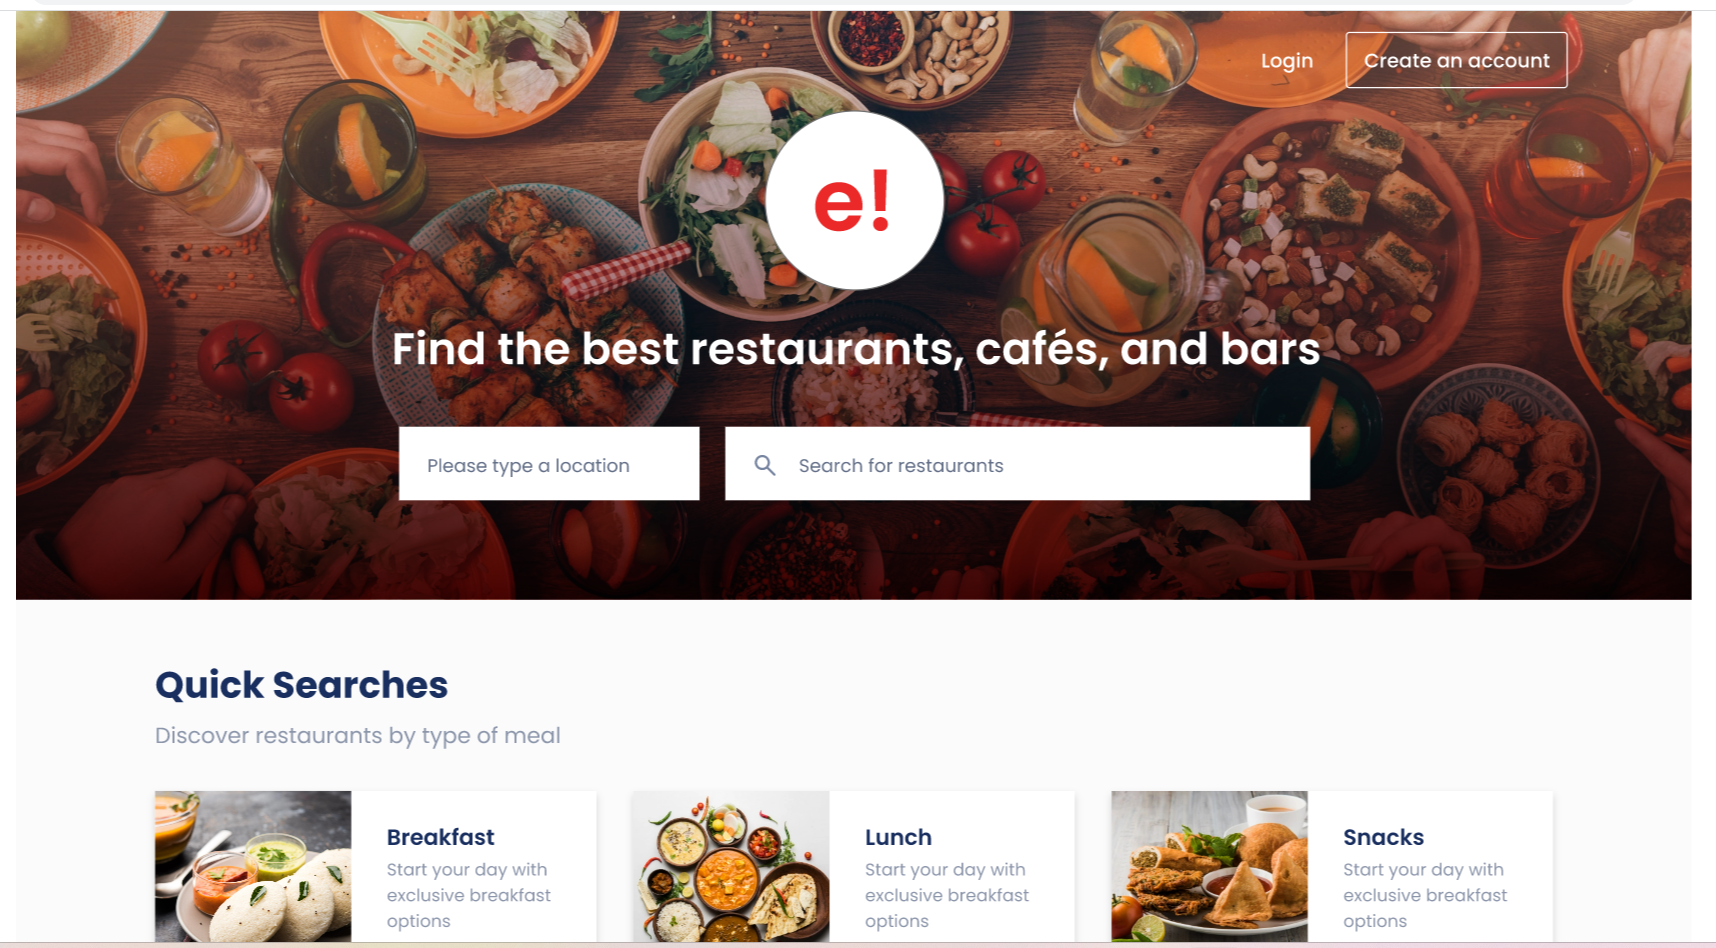 Login
Create an account
e!
Find the best restaurants, cafés, and bars
Please type a location
Search for restaurants
Quick Searches
Discover restaurants by type of meal
Breakfast
Start your day with
exclusive breakfast
options
Lunch
Start your day with
exclusive breakfast
options
Snacks
Start your day with
exclusive breakfast
options